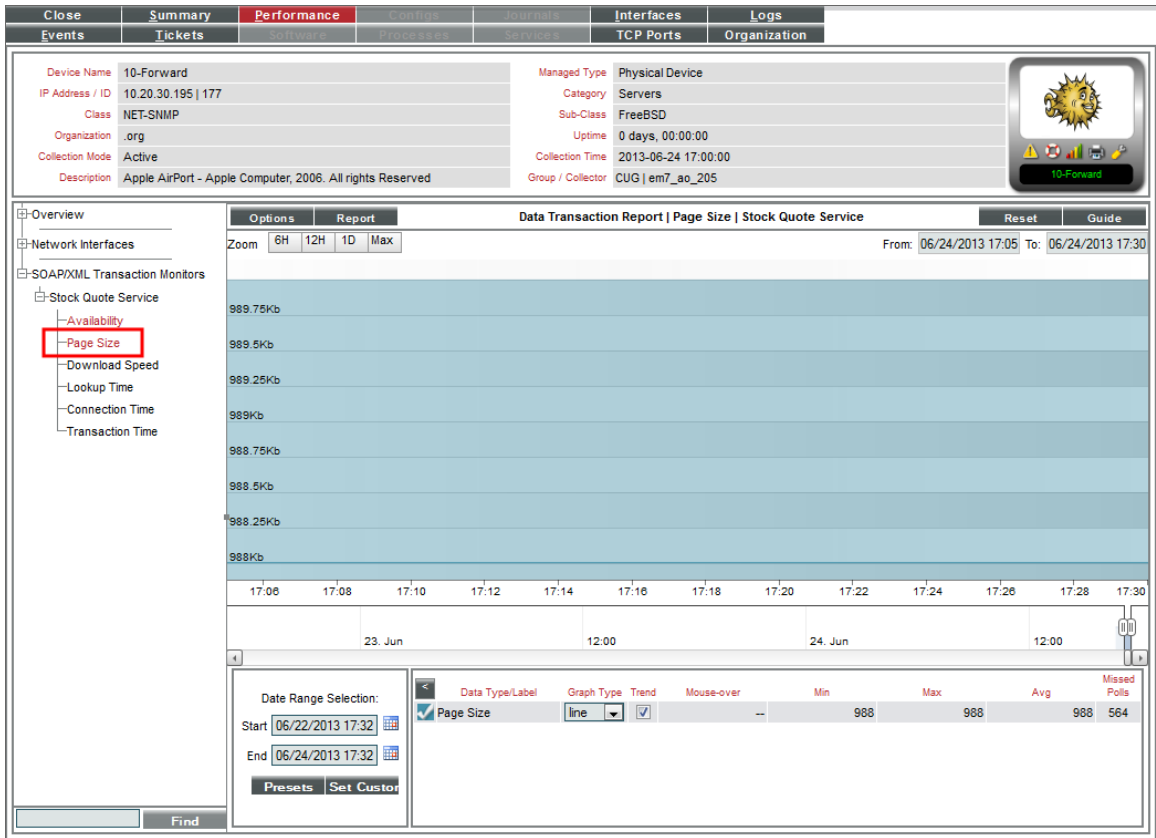 Close Summary Performance Configs Journals Interfaces Logs
Events Tickets Software Processes Services TCP Ports Organization
Device Name 10-Forward Managed Type Physical Device
IP Address / ID 10.20.30.195 | 177 Category Servers
Class NET-SNMP Sub-Class FreeBSD
Organization .org Uptime 0 days, 00:00:00
Collection Mode Active Collection Time 2013-06-24 17:00:00
Description Apple AirPort - Apple Computer, 2006. All rights Reserved Group / Collector CUG | em7_ao_205
10-Forward
Overview
Network Interfaces
SOAP/XML Transaction Monitors
Stock Quote Service
Availability
Page Size
Download Speed
Lookup Time
Connection Time
Transaction Time
Find
Options Report Data Transaction Report | Page Size | Stock Quote Service Reset Guide
Zoom 6H 12H 1D Max From: 06/24/2013 17:05 To: 06/24/2013 17:30
989.75Kb
989.5Kb
989.25Kb
989Kb
988.75Kb
988.5Kb
988.25Kb
988Kb
17:06 17:08 17:10 17:12 17:14 17:16 17:18 17:20 17:22 17:24 17:26 17:28 17:30
23. Jun 12:00 24. Jun 12:00
Date Range Selection:
Start 06/22/2013 17:32
End 06/24/2013 17:32
Presets Set Custor
< Data Type/Label Graph Type Trend Mouse-over Min Max Avg Missed Polls
Page Size line -- 988 988 988 564